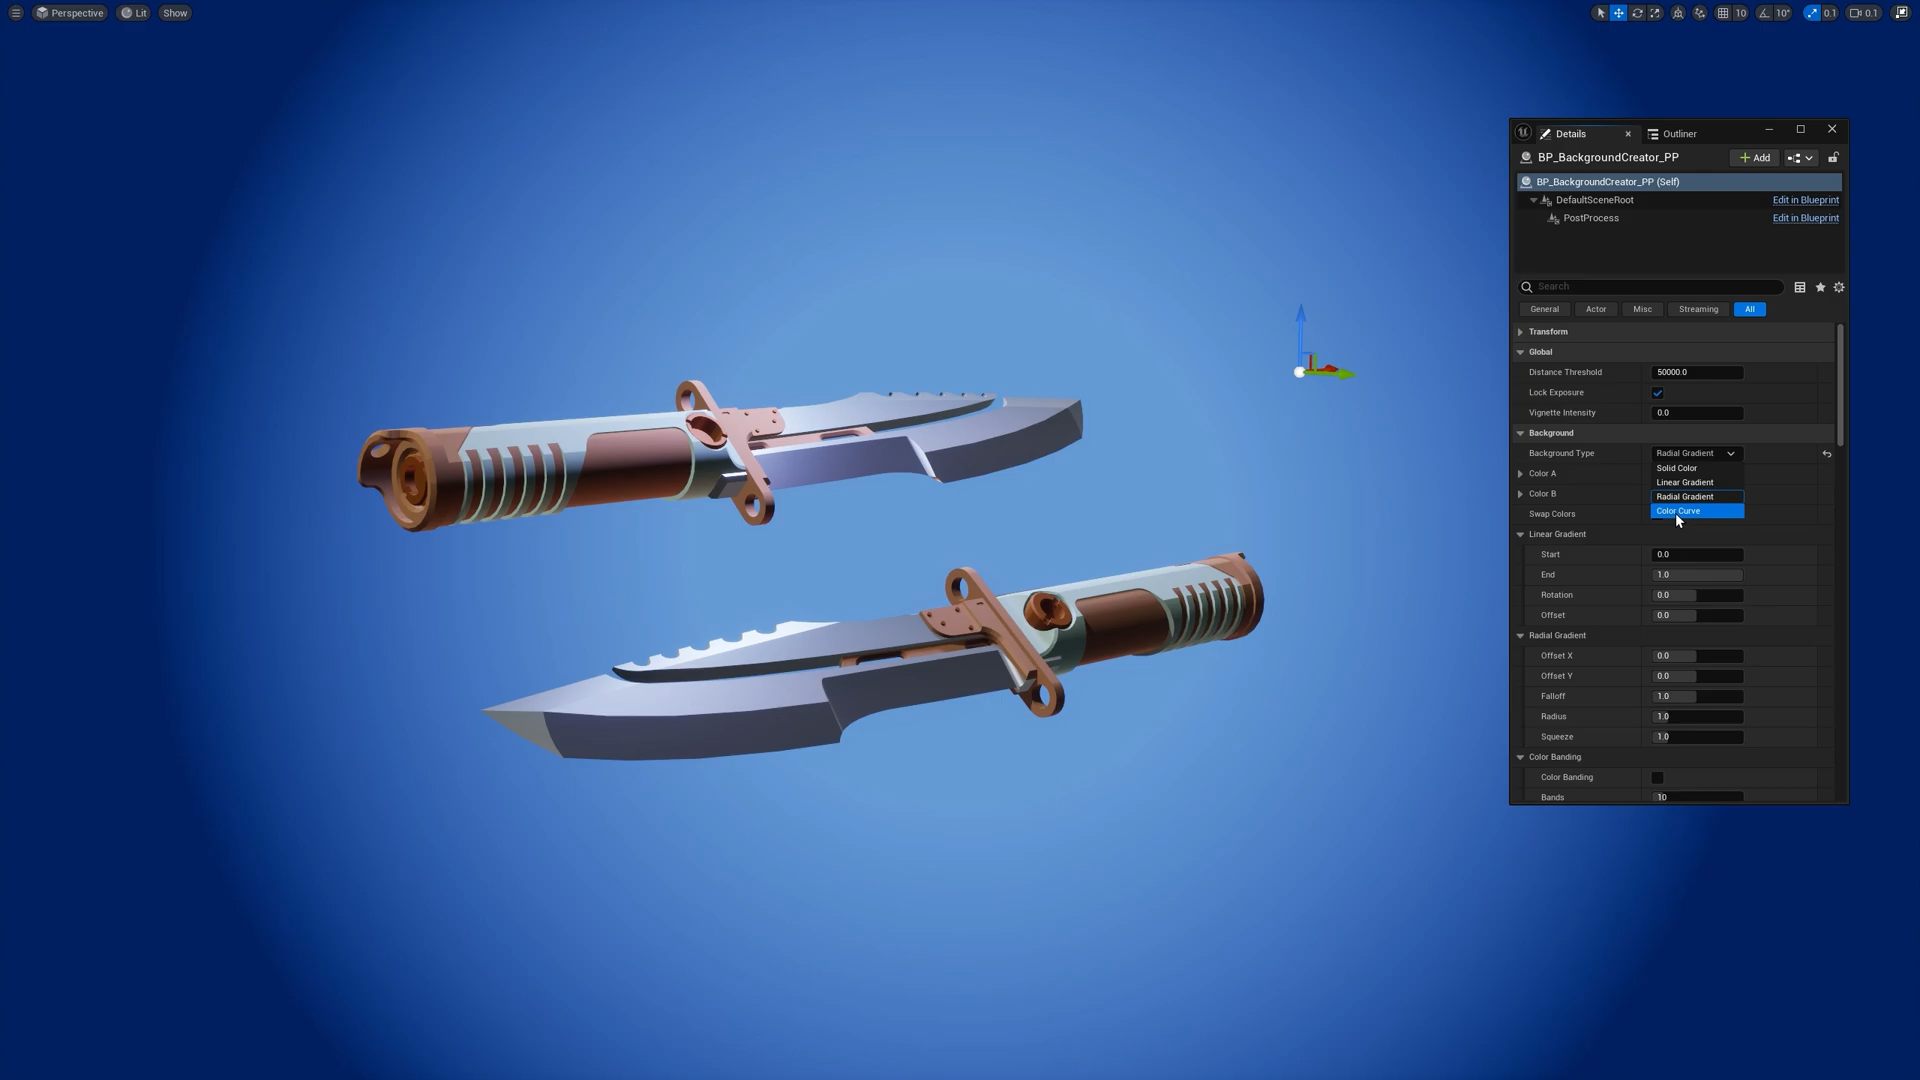 Perspective Lit Show
10 10° 0.1 0.1
Details Outliner
BP_BackgroundCreator_PP Add
BP_BackgroundCreator_PP (Self)
DefaultSceneRoot Edit in Blueprint
PostProcess Edit in Blueprint
Search
General Actor Misc Streaming All
Transform
Global
Distance Threshold 50000.0
Lock Exposure
Vignette Intensity 0.0
Background
Background Type Radial Gradient
Solid Color
Color A
Linear Gradient
Color B
Radial Gradient
Color Curve
Swap Colors
Linear Gradient
Start 0.0
End 1.0
Rotation 0.0
Offset 0.0
Radial Gradient
Offset X 0.0
Offset Y 0.0
Falloff 1.0
Radius 1.0
Squeeze 1.0
Color Banding
Color Banding
Bands 10